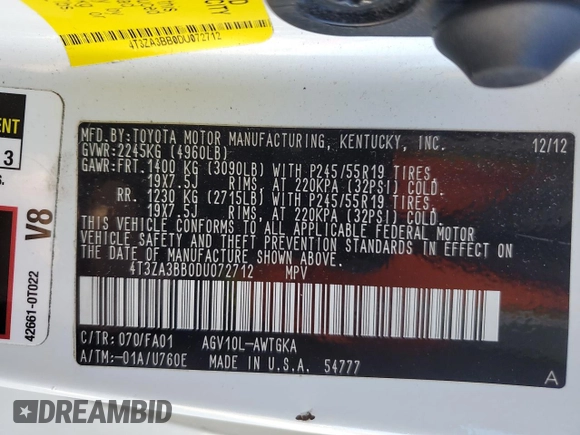 4T3ZA3BB0DU072712
MENT
3
s.
V8
42661-0T022
MFD.BY:TOYOTA MOTOR MANUFACTURING, KENTUCKY, INC. 12/12
GVWR:2245KG (4960LB)
GAWR:FRT.1400 KG (3090LB) WITH P245/55R19 TIRES
19X7.5J RIMS, AT 220KPA (32PSI) COLD.
RR. 1230 KG (2715LB) WITH P245/55R19 TIRES
19X7.5J RIMS, AT 220KPA (32PSI) COLD.
THIS VEHICLE CONFORMS TO ALL APPLICABLE FEDERAL MOTOR
VEHICLE SAFETY AND THEFT PREVENTION STANDARDS IN EFFECT ON
THE DATE OF MANUFACTURE SHOWN ABOVE.
4T3ZA3BB0DU072712 MPV
C/TR: 070/FA01 AGV10L-AWTGKA
A/TM:-01A/U760E MADE IN U.S.A. 54777 A
DREAMBID